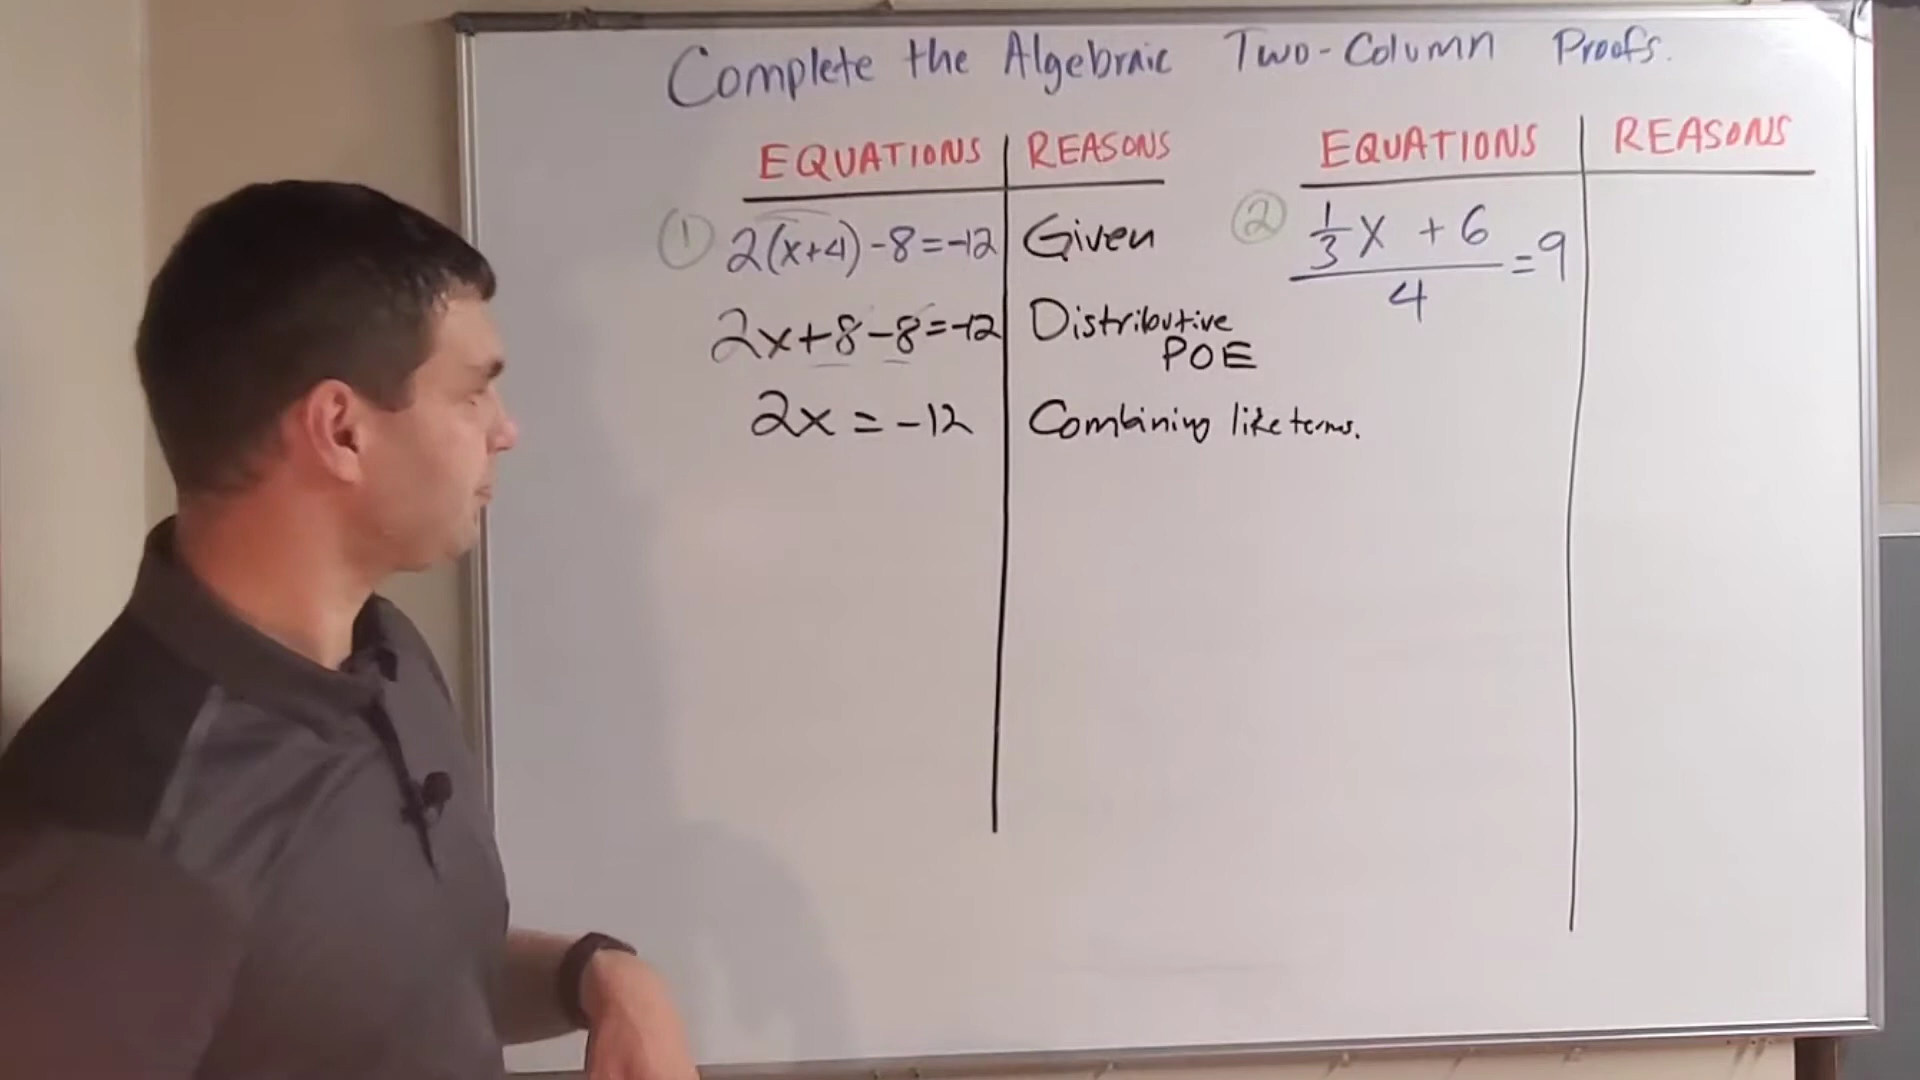 Complete the Algebraic Two-Column Proofs.
EQUATIONS REASONS
① 2(x+4)-8=-12 Given
2x+8-8=-12 Distributive
POE
2x=-12 Combining like terms.
EQUATIONS REASONS
② 1/3 x + 6
=9
4